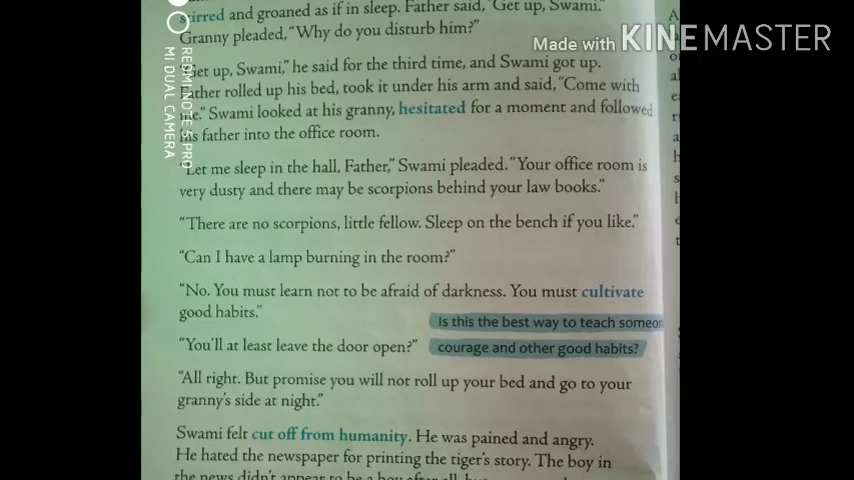 stirred and groaned as if in sleep. Father said, "Get up, Swami."
Granny pleaded, "Why do you disturb him?"
"Get up, Swami," he said for the third time, and Swami got up.
Father rolled up his bed, took it under his arm and said, "Come with
me." Swami looked at his granny, hesitated for a moment and followed
his father into the office room.
"Let me sleep in the hall, Father," Swami pleaded. "Your office room is
very dusty and there may be scorpions behind your law books."
"There are no scorpions, little fellow. Sleep on the bench if you like."
"Can I have a lamp burning in the room?"
"No. You must learn not to be afraid of darkness. You must cultivate
good habits."
Is this the best way to teach someon
courage and other good habits?
"You'll at least leave the door open?"
"All right. But promise you will not roll up your bed and go to your
granny's side at night."
Swami felt cut off from humanity. He was pained and angry.
He hated the newspaper for printing the tiger's story. The boy in
the news didn't appear to be a boy after all, but
Made with KINEMASTER
REDMI NOTE 5 PRO
MI DUAL CAMERA